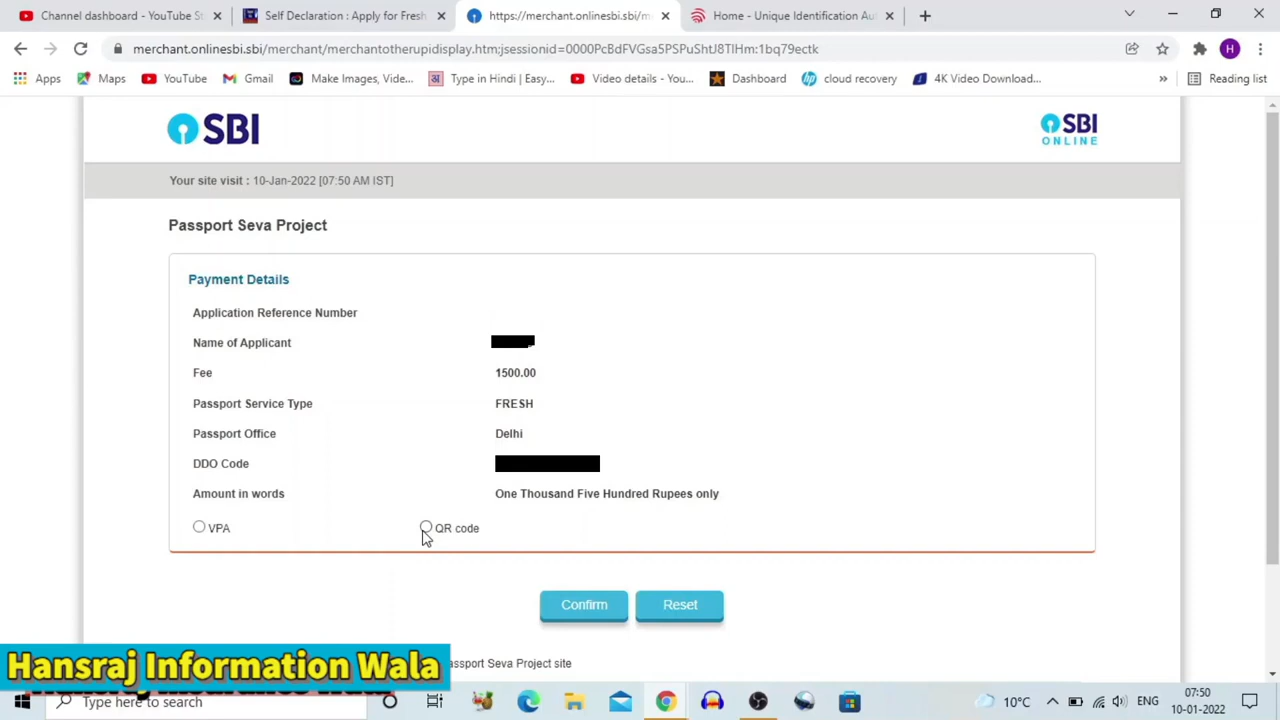 Channel dashboard - YouTube St
Self Declaration : Apply for Fresh
https://merchant.onlinesbi.sbi/m
Home - Unique Identification Aut
merchant.onlinesbi.sbi/merchant/merchantotherupidisplay.htm;jsessionid=0000PcBdFVGsa5PSPuShtJ8TIHm:1bq79ectk
H
Apps
Maps
YouTube
Gmail
Make Images, Vide...
अ
Type in Hindi | Easy...
Video details - You...
Dashboard
hp
cloud recovery
4K Video Download...
»
Reading list
SBI
SBI
ONLINE
Your site visit : 10-Jan-2022 [07:50 AM IST]
Passport Seva Project
Payment Details
Application Reference Number
Name of Applicant
Fee 1500.00
Passport Service Type FRESH
Passport Office Delhi
DDO Code
Amount in words One Thousand Five Hundred Rupees only
VPA QR code
Confirm Reset
Hansraj Information Wala
assport Seva Project site
Type here to search
10°C
ENG
07:50
10-01-2022